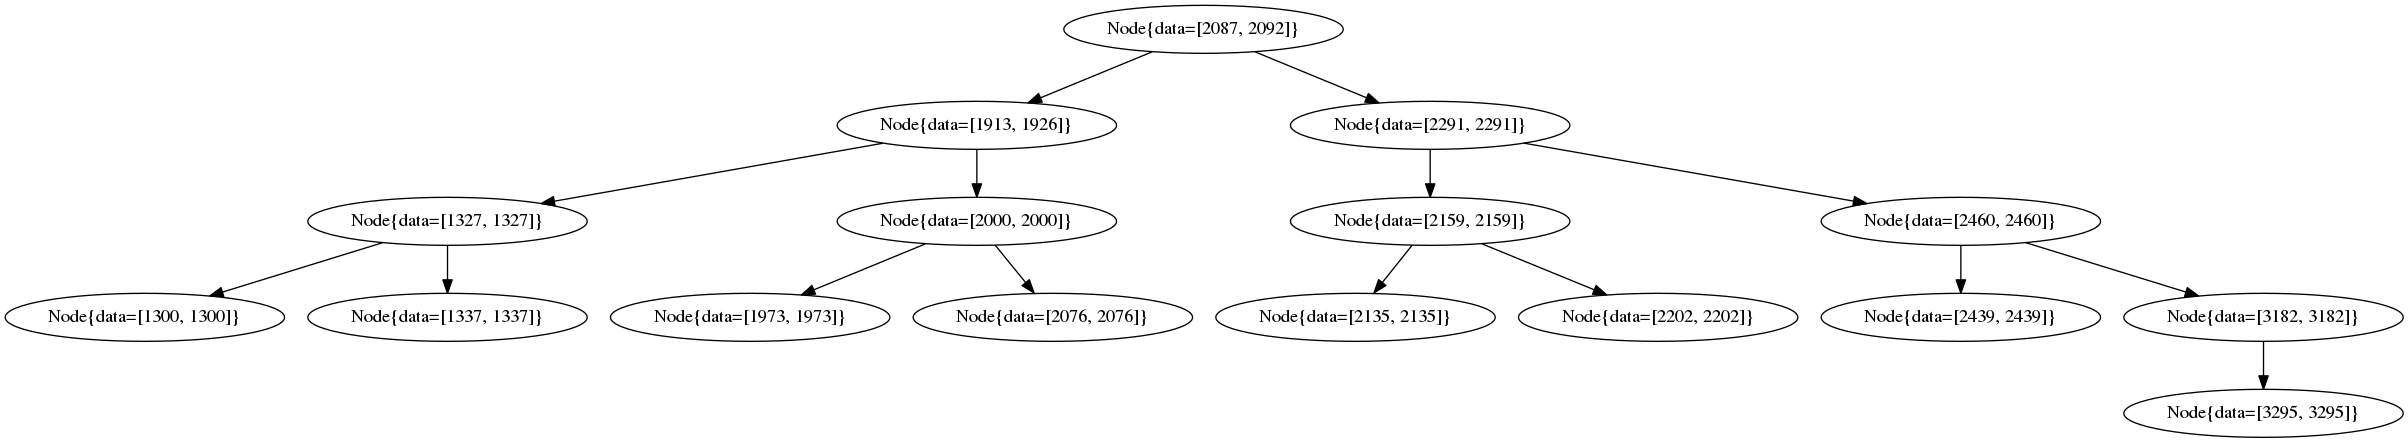 Node{data=[2087, 2092]}
Node{data=[1913, 1926]}
Node{data=[2291, 2291]}
Node{data=[1327, 1327]}
Node{data=[2000, 2000]}
Node{data=[2159, 2159]}
Node{data=[2460, 2460]}
Node{data=[1300, 1300]}
Node{data=[1337, 1337]}
Node{data=[1973, 1973]}
Node{data=[2076, 2076]}
Node{data=[2135, 2135]}
Node{data=[2202, 2202]}
Node{data=[2439, 2439]}
Node{data=[3182, 3182]}
Node{data=[3295, 3295]}